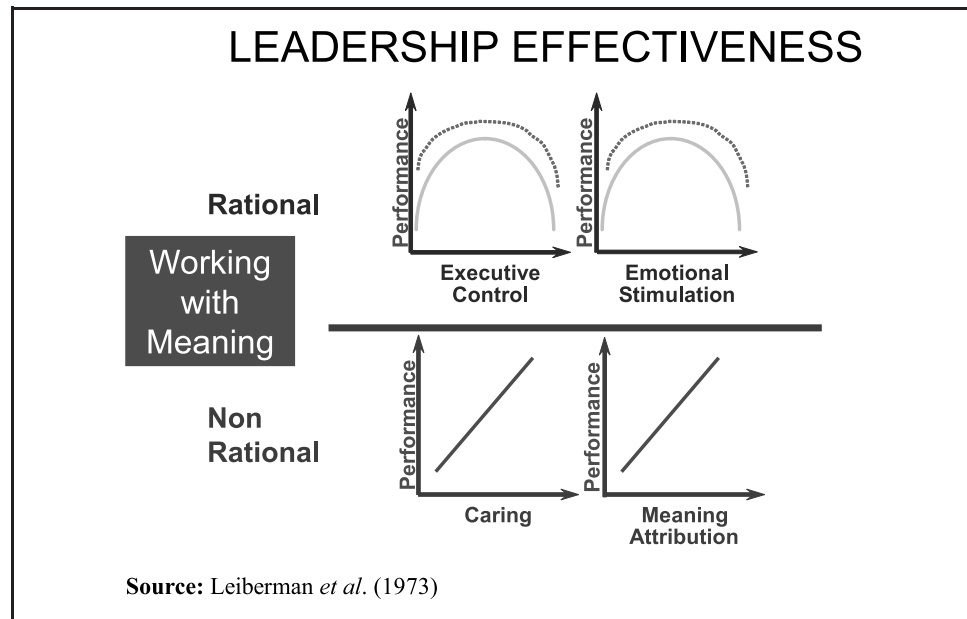 LEADERSHIP EFFECTIVENESS
Rational
Performance
Executive
Control
Performance
Emotional
Stimulation
Working
with
Meaning
Non
Rational
Performance
Caring
Performance
Meaning
Attribution
Source: Leiberman et al. (1973)